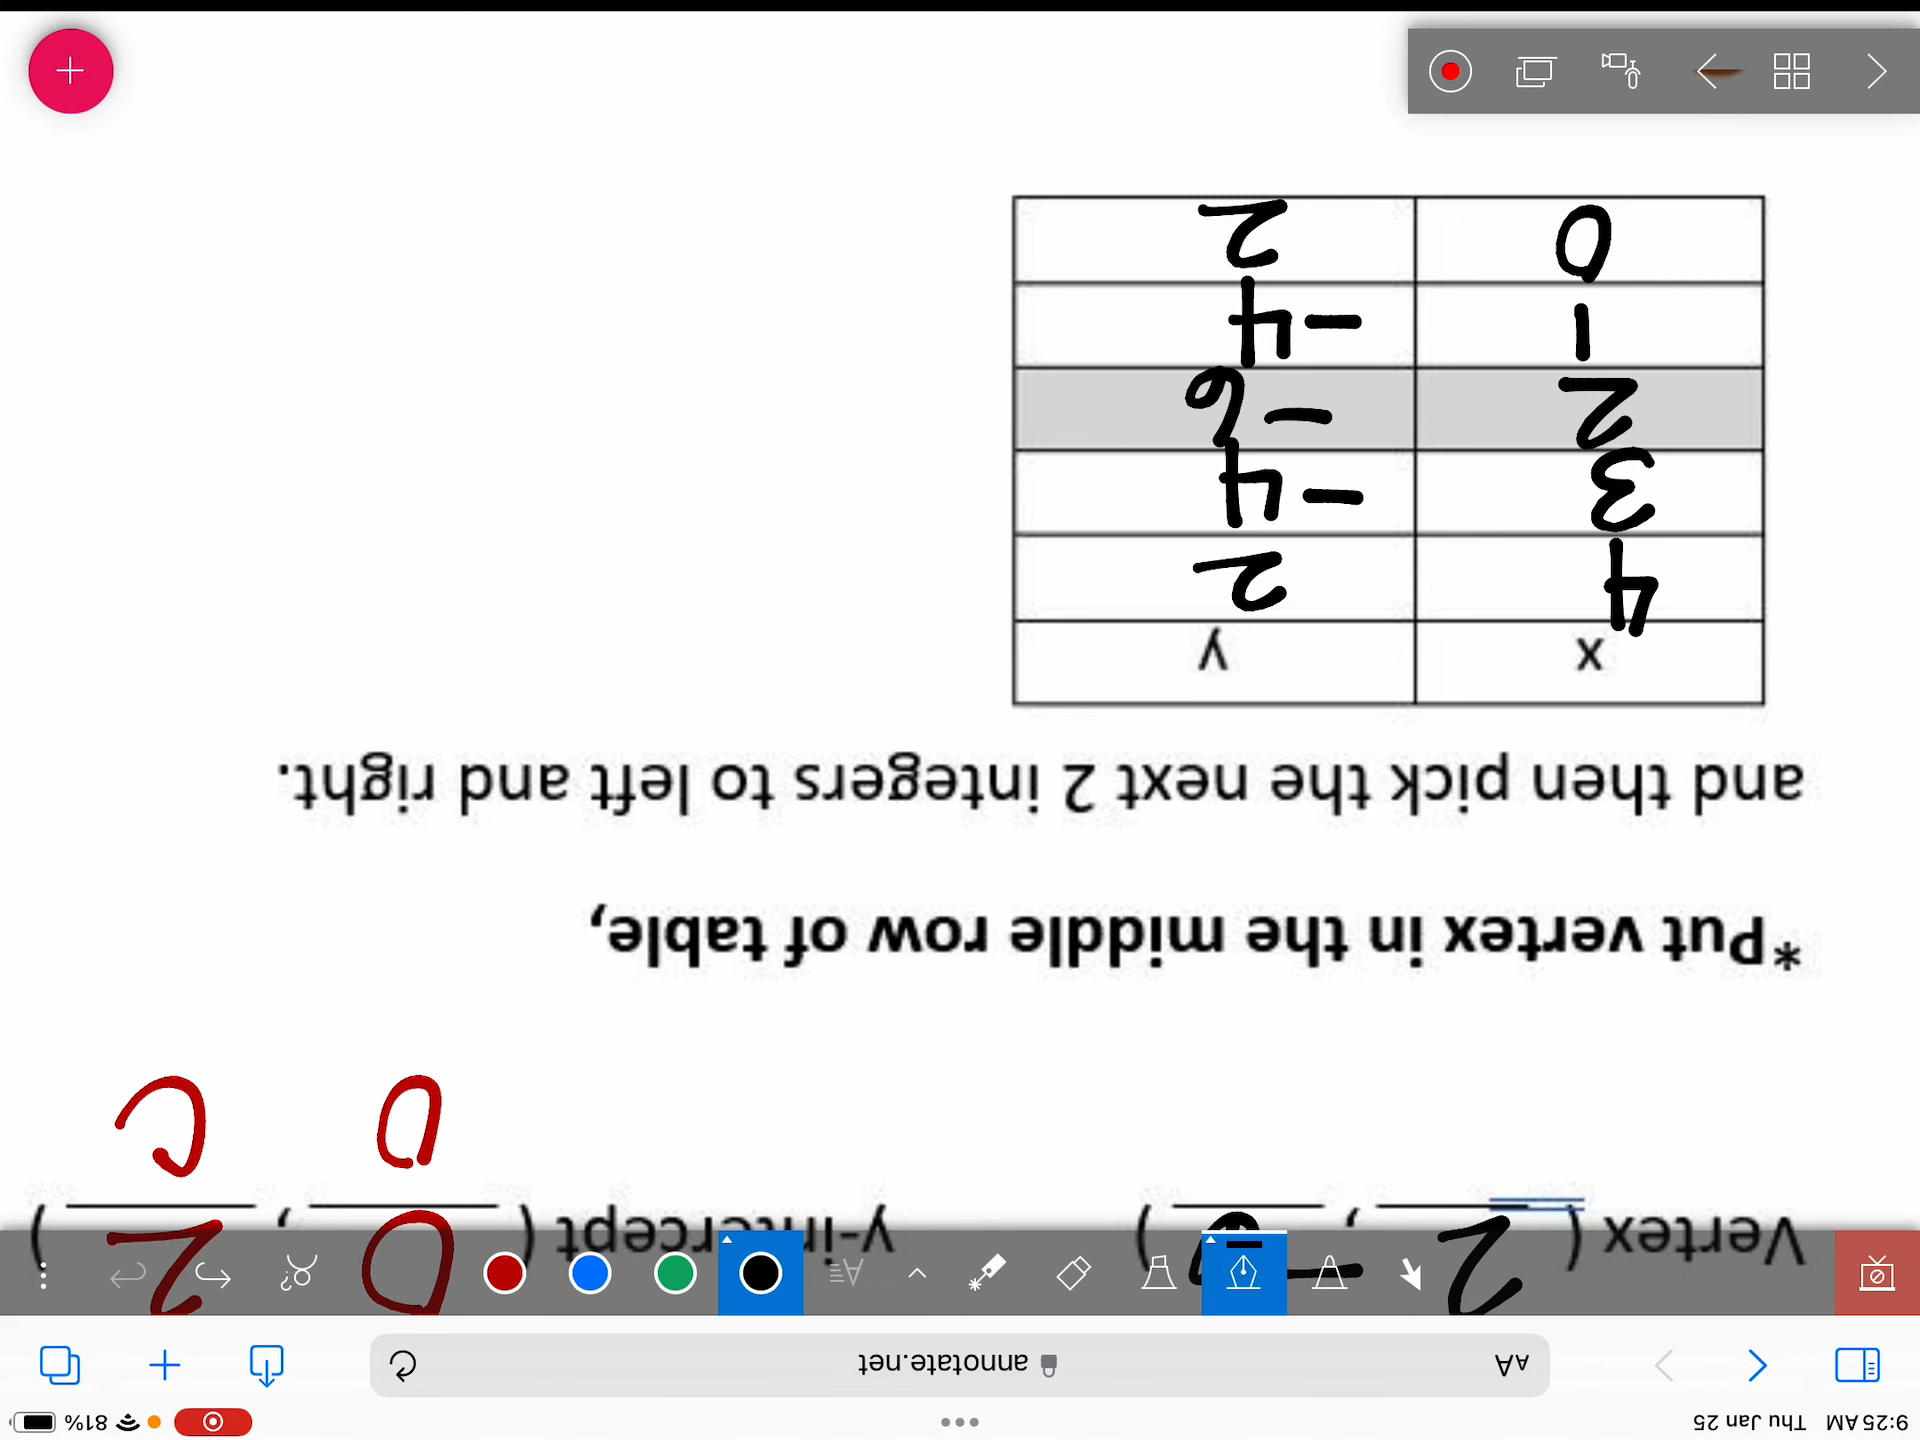 9:25 AM Thu Jan 25 81%
AA annotate.net
Vertex ( 2 , ) y-intercept ( 0 , 2 )
0 c
*Put vertex in the middle row of table,
and then pick the next 2 integers to left and right.
x y
4 2
3 -4
2 -6
1 -4
0 2